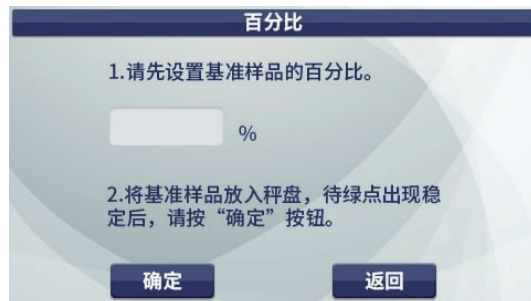 百分比
1.请先设置基准样品的百分比。
%
2.将基准样品放入秤盘，待绿点出现稳
定后，请按“确定”按钮。
确定
返回